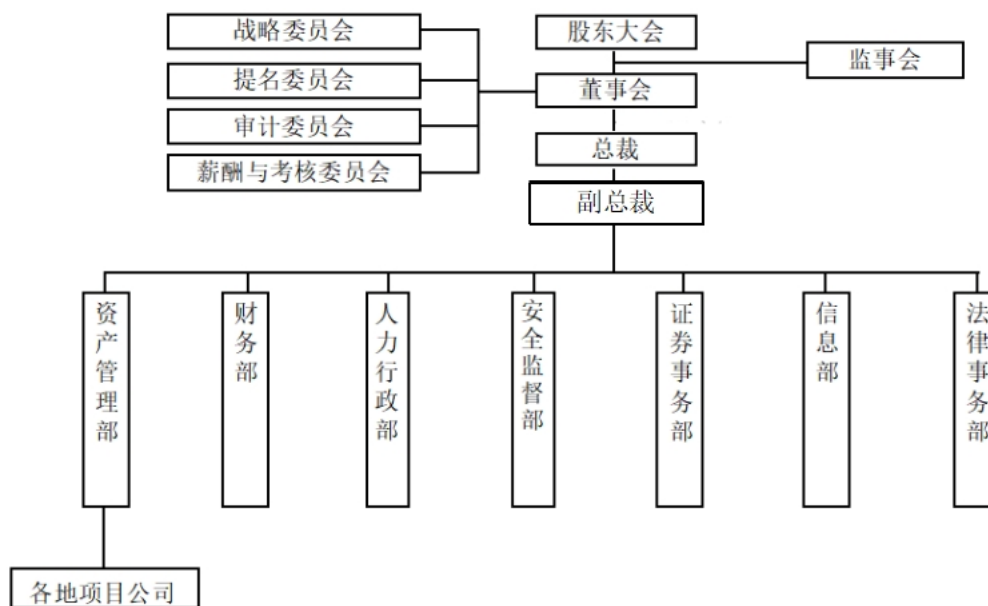 战略委员会
股东大会
监事会
提名委员会
董事会
审计委员会
总裁
薪酬与考核委员会
副总裁
资产管理部
财务部
人力行政部
安全监督部
证券事务部
信息部
法律事务部
各地项目公司